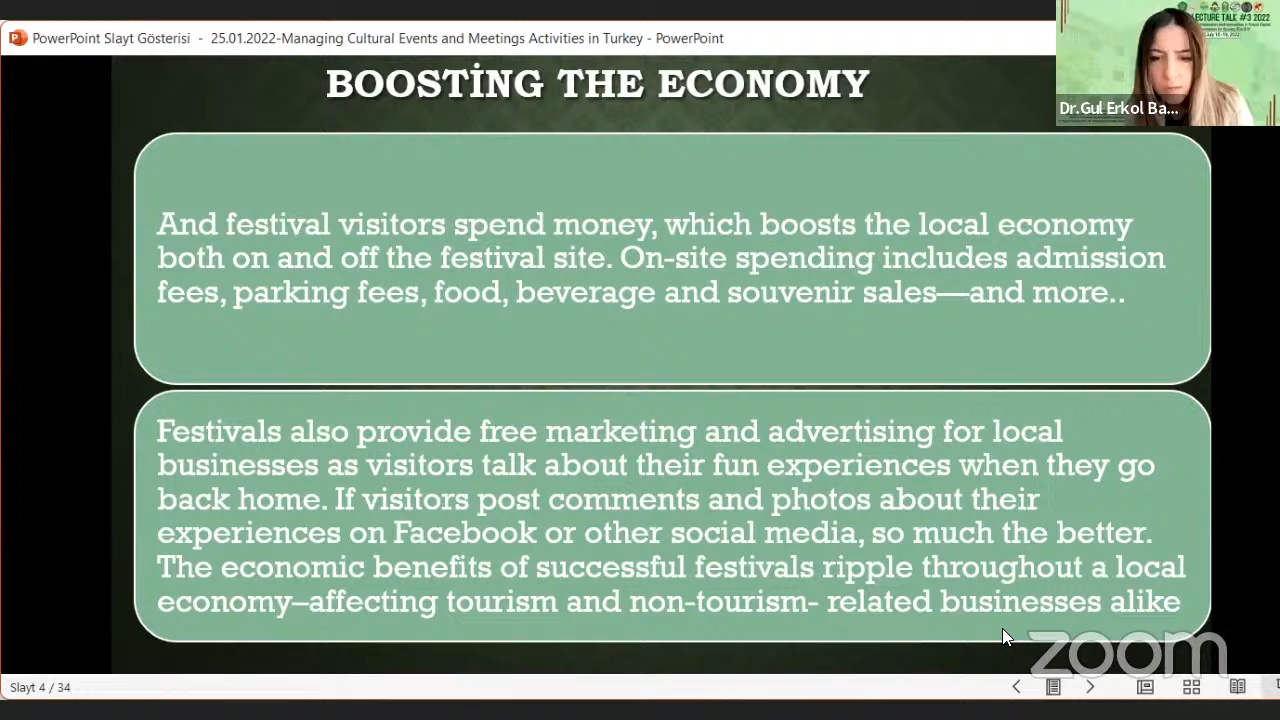 PowerPoint Slayt Gösterisi - 25.01.2022-Managing Cultural Events and Meetings Activities in Turkey - PowerPoint
LECTURE TALK #3 2022
Dr.Gul Erkol Ba...
BOOSTİNG THE ECONOMY
And festival visitors spend money, which boosts the local economy
both on and off the festival site. On-site spending includes admission
fees, parking fees, food, beverage and souvenir sales—and more..
Festivals also provide free marketing and advertising for local
businesses as visitors talk about their fun experiences when they go
back home. If visitors post comments and photos about their
experiences on Facebook or other social media, so much the better.
The economic benefits of successful festivals ripple throughout a local
economy–affecting tourism and non-tourism- related businesses alike
zoom
Slayt 4 / 34